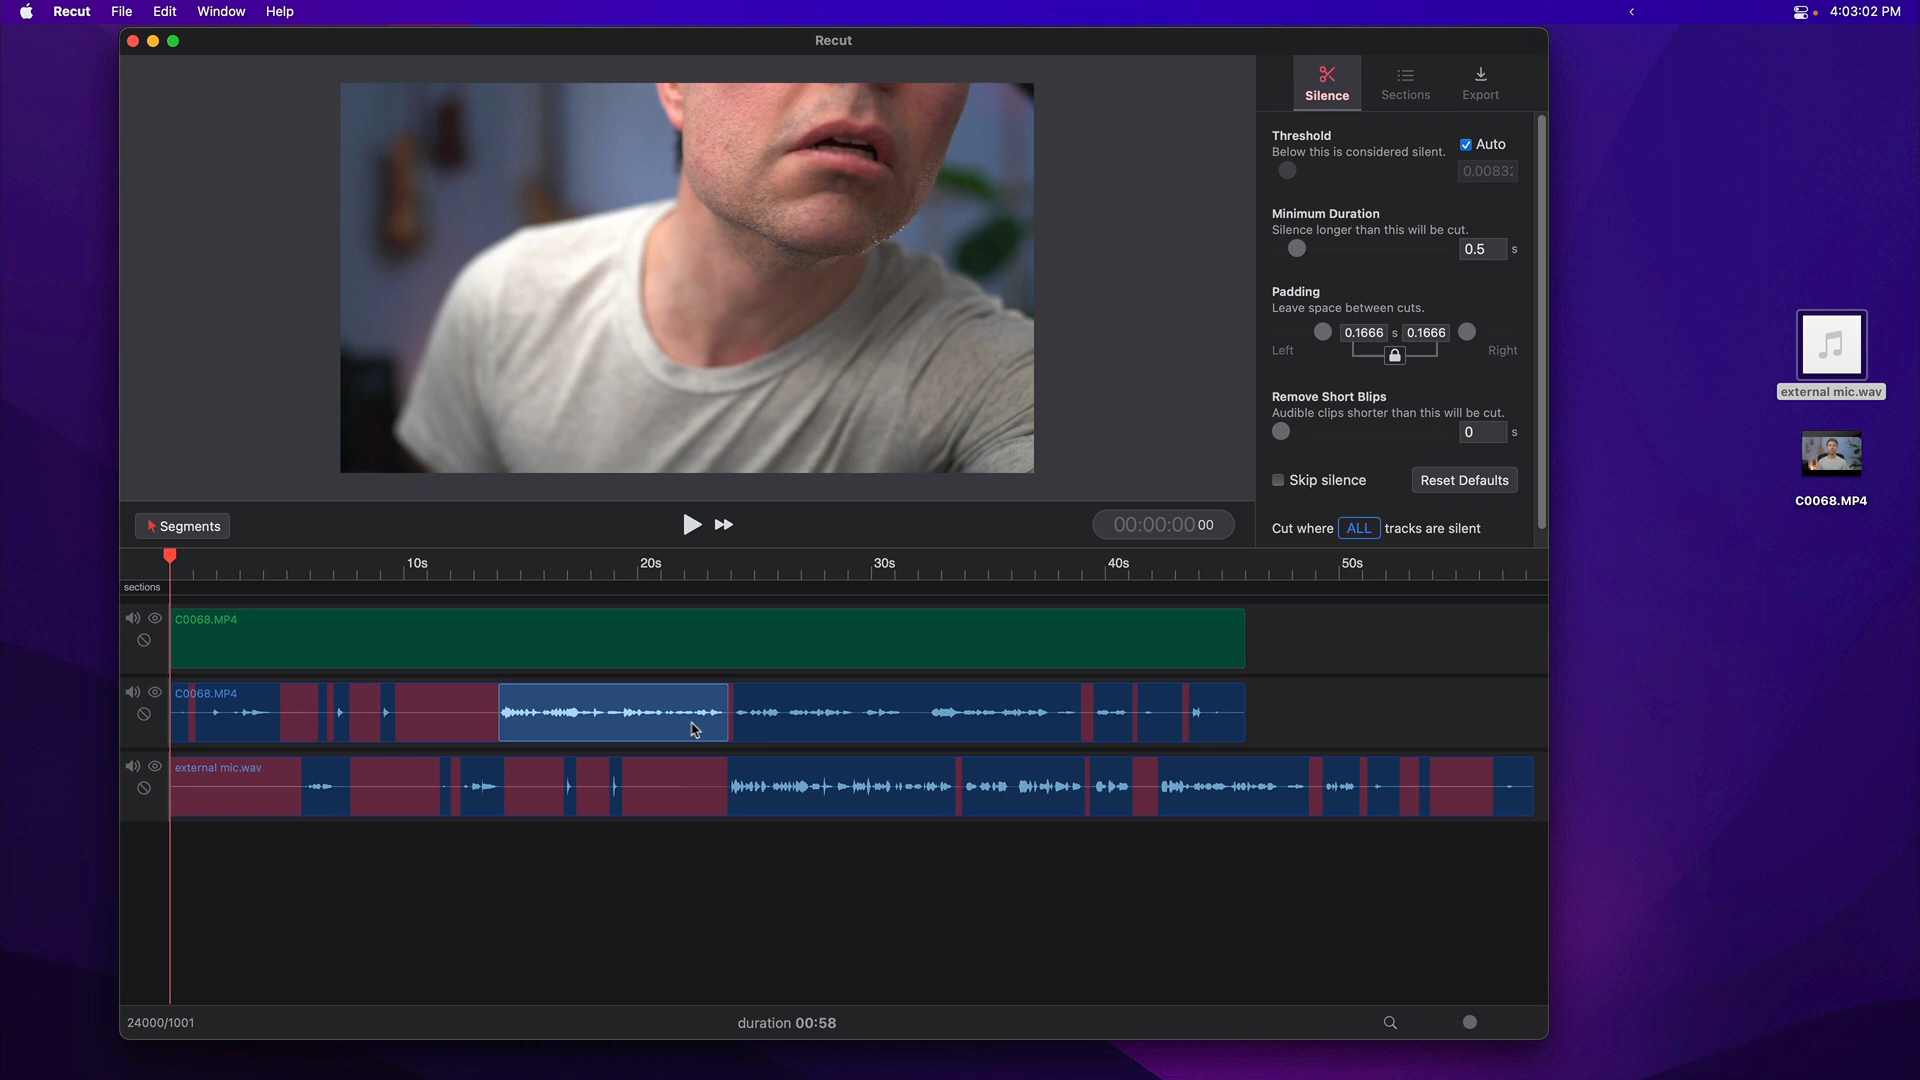 Recut File Edit Window Help
4:03:02 PM
Recut
Silence
Sections
Export
Threshold
Below this is considered silent.
Auto
Minimum Duration
Silence longer than this will be cut.
0.5 s
Padding
Leave space between cuts.
0.1666 s 0.1666
Left Right
Remove Short Blips
Audible clips shorter than this will be cut.
0 s
Skip silence
Reset Defaults
Cut where ALL tracks are silent
external mic.wav
C0068.MP4
Segments
00:00:00 00
10s 20s 30s 40s 50s
sections
C0068.MP4
C0068.MP4
external mic.wav
24000/1001
duration 00:58